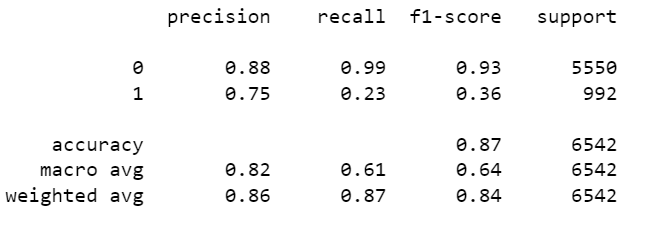 precision recall f1-score support
0 0.88 0.99 0.93 5550
1 0.75 0.23 0.36 992
accuracy 0.87 6542
macro avg 0.82 0.61 0.64 6542
weighted avg 0.86 0.87 0.84 6542